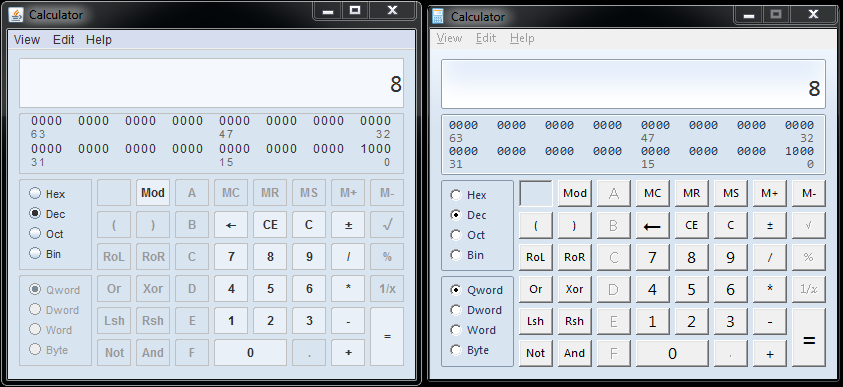 Calculator
View Edit Help
8
0000 0000 0000 0000 0000 0000 0000 0000
63 47 32
0000 0000 0000 0000 0000 0000 0000 1000
31 15 0
Hex
Dec
Oct
Bin
Qword
Dword
Word
Byte
Mod A MC MR MS M+ M-
( ) B ← CE C ± √
RoL RoR C 7 8 9 / %
Or Xor D 4 5 6 * 1/x
Lsh Rsh E 1 2 3 - =
Not And F 0 . +
Calculator
View Edit Help
8
0000 0000 0000 0000 0000 0000 0000 0000
63 47 32
0000 0000 0000 0000 0000 0000 0000 1000
31 15 0
Hex
Dec
Oct
Bin
Qword
Dword
Word
Byte
Mod A MC MR MS M+ M-
( ) B ← CE C ± √
RoL RoR C 7 8 9 / %
Or Xor D 4 5 6 * 1/x
Lsh Rsh E 1 2 3 - =
Not And F 0 . +